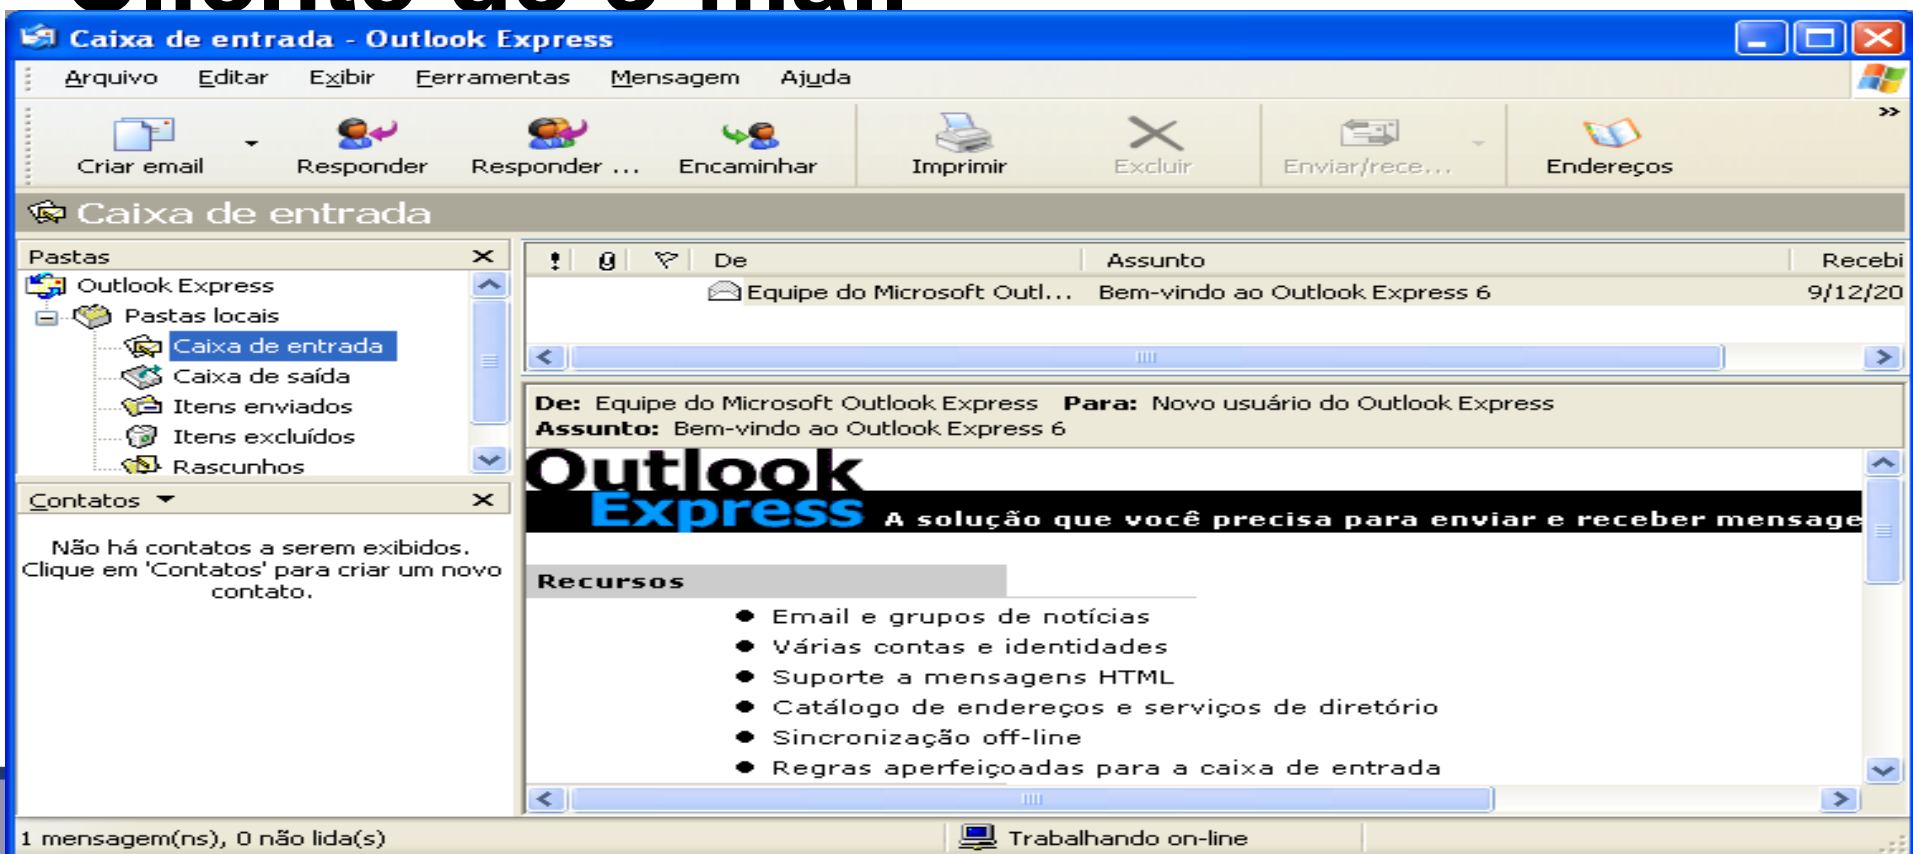 Cliente de e-mail
Caixa de entrada - Outlook Express
Arquivo Editar Exibir Ferramentas Mensagem Ajuda
Criar email Responder Responder ... Encaminhar Imprimir Excluir Enviar/rece... Endereços
Caixa de entrada
Pastas
Outlook Express
Pastas locais
Caixa de entrada
Caixa de saída
Itens enviados
Itens excluídos
Rascunhos
Contatos
Não há contatos a serem exibidos.
Clique em 'Contatos' para criar um novo
contato.
! De Assunto Recebi
Equipe do Microsoft Outl... Bem-vindo ao Outlook Express 6 9/12/20
De: Equipe do Microsoft Outlook Express Para: Novo usuário do Outlook Express
Assunto: Bem-vindo ao Outlook Express 6
Outlook
Express A solução que você precisa para enviar e receber mensage
Recursos
● Email e grupos de notícias
● Várias contas e identidades
● Suporte a mensagens HTML
● Catálogo de endereços e serviços de diretório
● Sincronização off-line
● Regras aperfeiçoadas para a caixa de entrada
1 mensagem(ns), 0 não lida(s) Trabalhando on-line